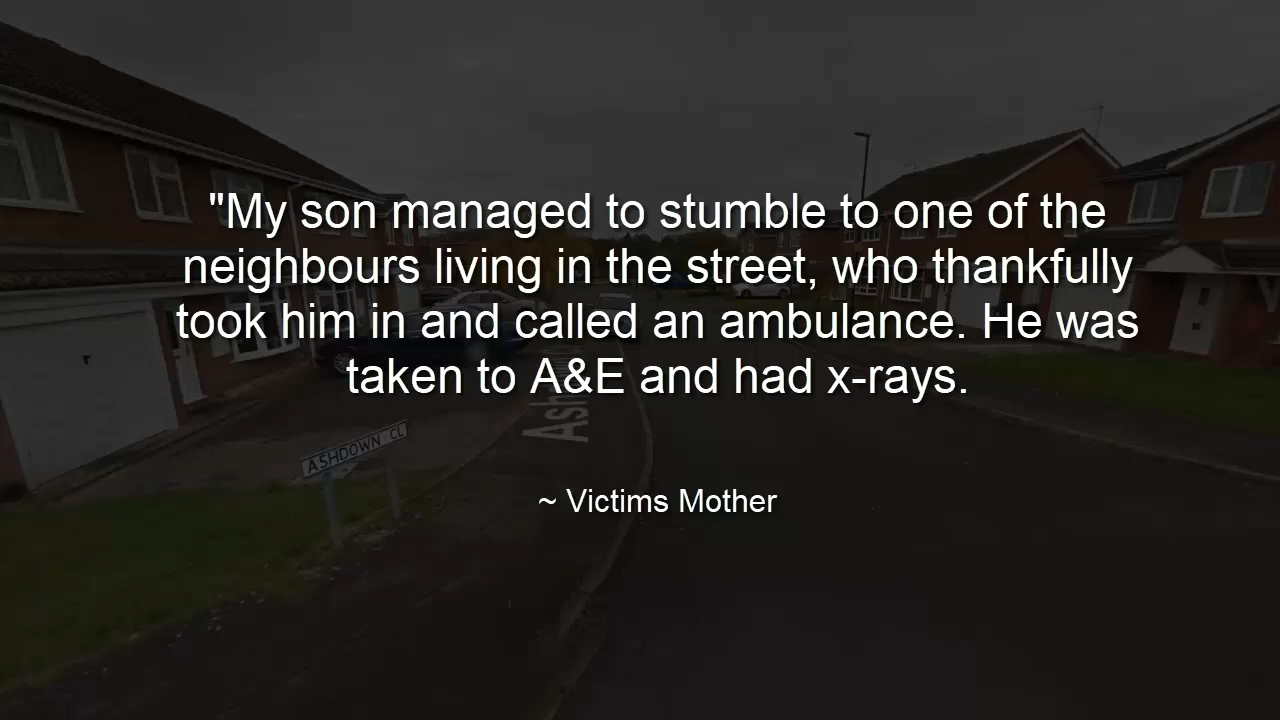 "My son managed to stumble to one of the
neighbours living in the street, who thankfully
took him in and called an ambulance. He was
taken to A&E and had x-rays.
Ash
ASHDOWN CL
~ Victims Mother